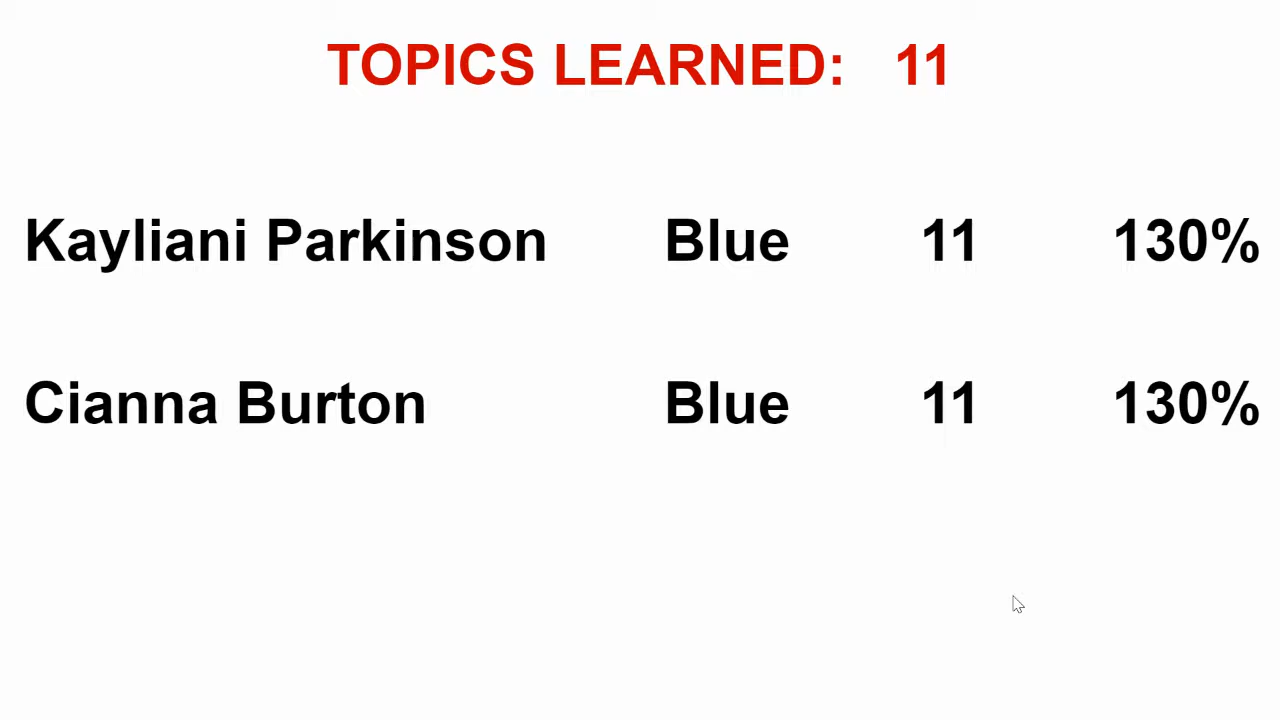 TOPICS LEARNED: 11
Kayliani Parkinson Blue 11 130%
Cianna Burton Blue 11 130%